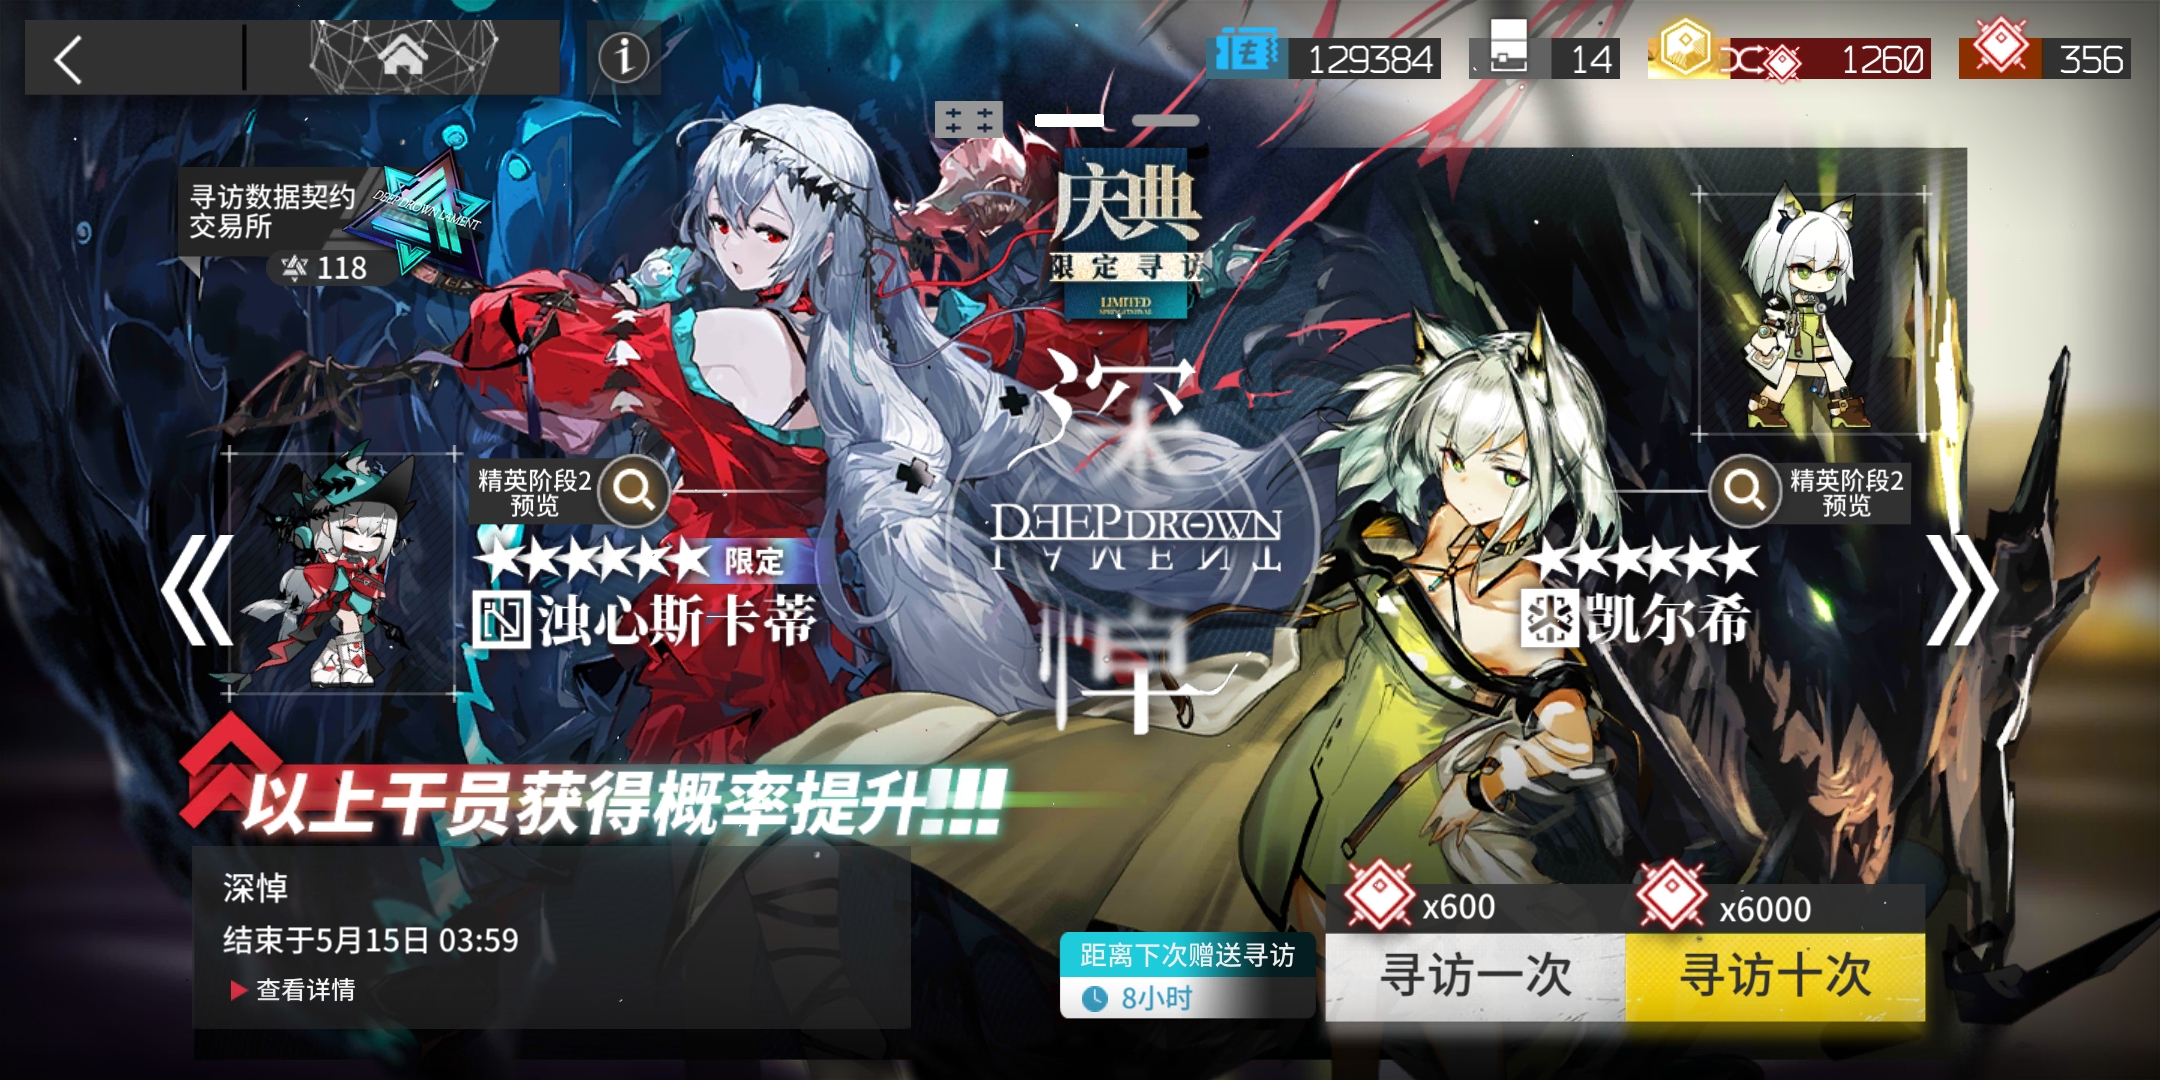 129384
14
1260
356
寻访数据契约
交易所
DEEP DROWN LAMENT
118
庆典
限定寻访
LIMITED
深
DEEP DROWN
LAMENT
悼
精英阶段2
预览
★★★★★★ 限定
浊心斯卡蒂
精英阶段2
预览
★★★★★★
凯尔希
以上干员获得概率提升!!!
深悼
结束于5月15日 03:59
查看详情
距离下次赠送寻访
8小时
x600
寻访一次
x6000
寻访十次